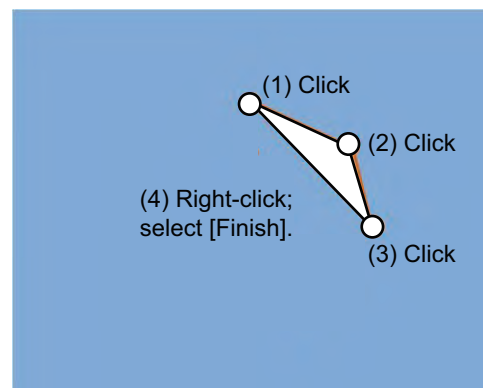 (1) Click
(2) Click
(4) Right-click;
select [Finish].
(3) Click